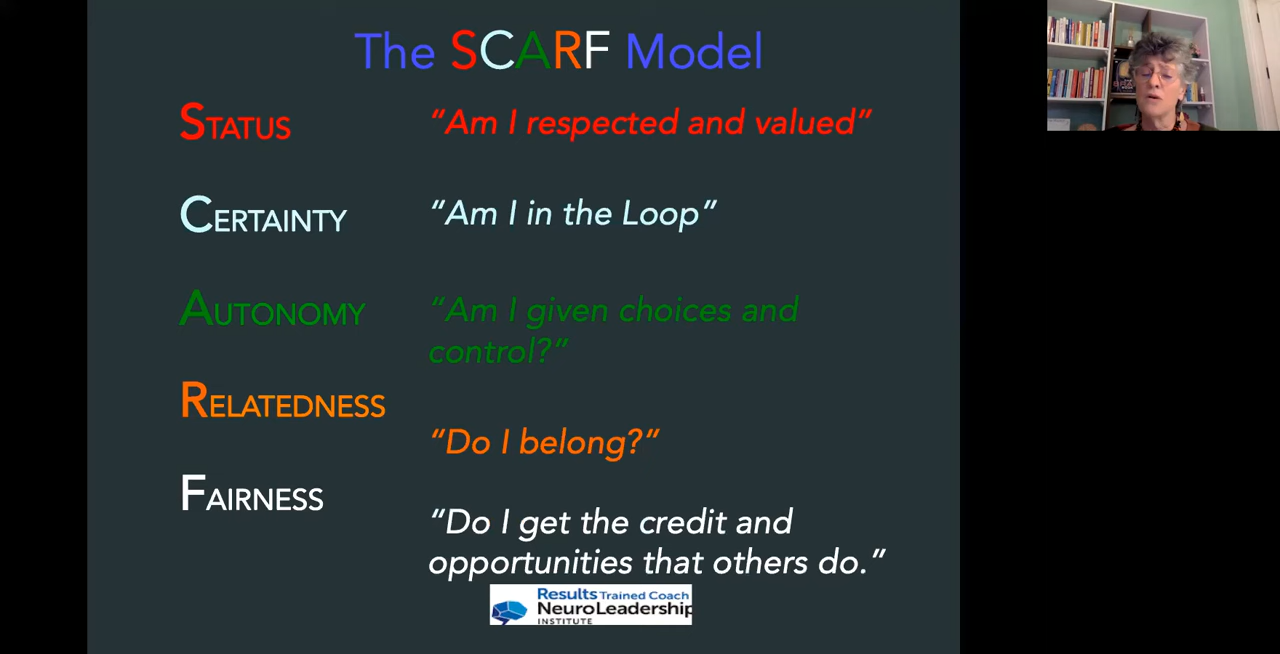 The SCARF Model
STATUS
“Am I respected and valued”
CERTAINTY
“Am I in the Loop”
AUTONOMY
“Am I given choices and
control?”
RELATEDNESS
“Do I belong?”
FAIRNESS
“Do I get the credit and
opportunities that others do.”
Results Trained Coach
NeuroLeadership
INSTITUTE